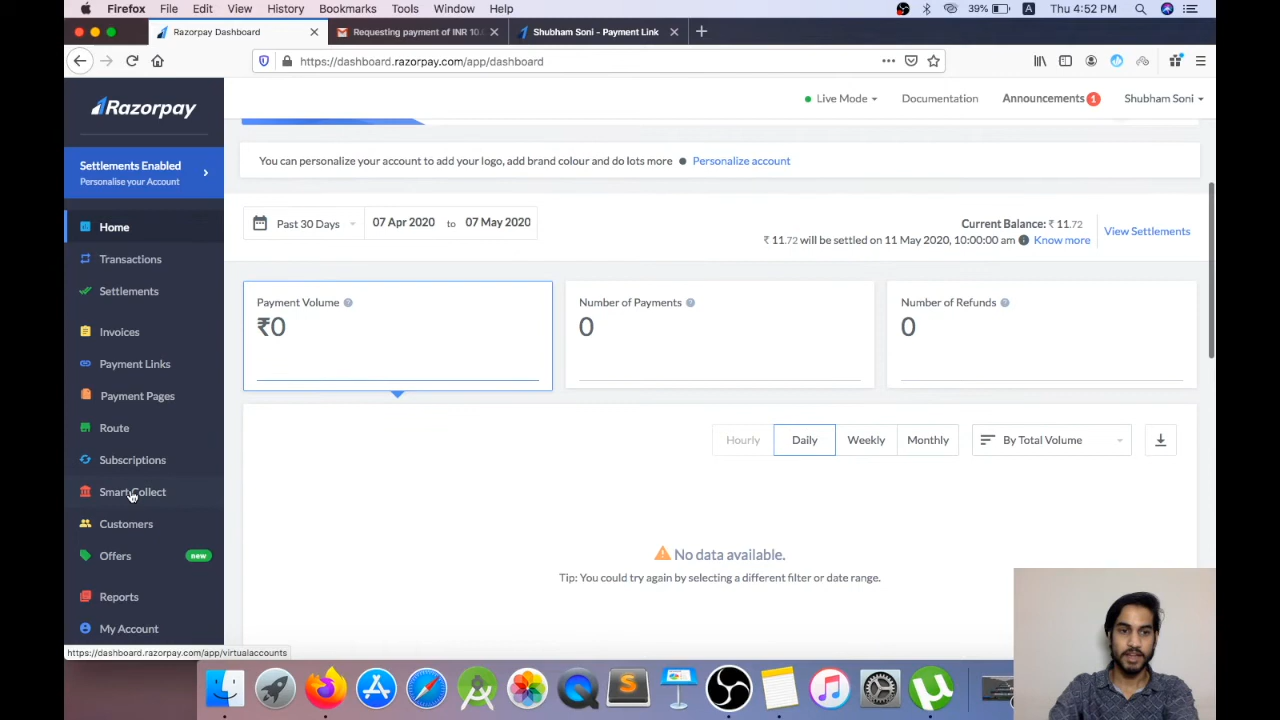 Firefox File Edit View History Bookmarks Tools Window Help 39% A Thu 4:52 PM
Razorpay Dashboard Requesting payment of INR 10. Shubham Soni - Payment Link
https://dashboard.razorpay.com/app/dashboard
Razorpay
Live Mode Documentation Announcements 1 Shubham Soni
Settlements Enabled
Personalise your Account
You can personalize your account to add your logo, add brand colour and do lots more Personalize account
Home
Transactions
Settlements
Invoices
Payment Links
Payment Pages
Route
Subscriptions
Smart Collect
Customers
Offers new
Reports
My Account
Past 30 Days 07 Apr 2020 to 07 May 2020
Current Balance: ₹ 11.72
₹ 11.72 will be settled on 11 May 2020, 10:00:00 am Know more
View Settlements
Payment Volume ?
₹0
Number of Payments ?
0
Number of Refunds ?
0
Hourly Daily Weekly Monthly By Total Volume
No data available.
Tip: You could try again by selecting a different filter or date range.
https://dashboard.razorpay.com/app/virtualaccounts